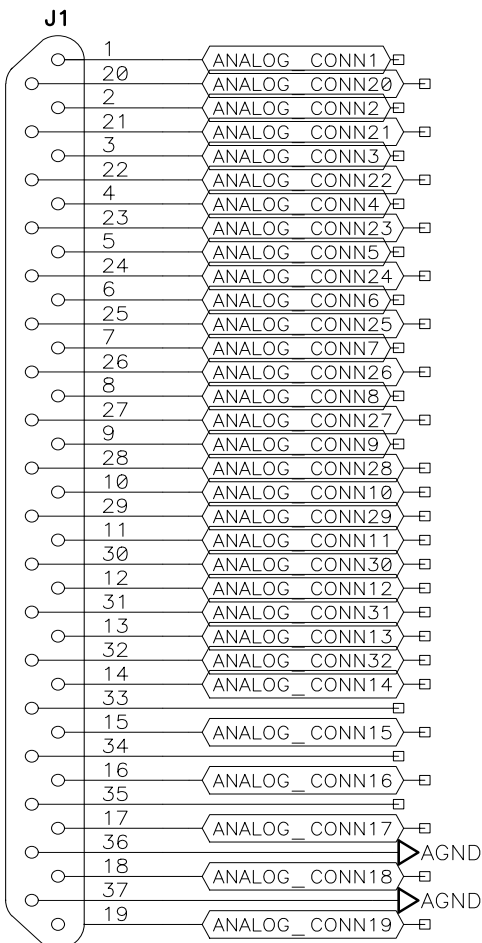 J1
1 ANALOG_CONN1
20 ANALOG_CONN20
2 ANALOG_CONN2
21 ANALOG_CONN21
3 ANALOG_CONN3
22 ANALOG_CONN22
4 ANALOG_CONN4
23 ANALOG_CONN23
5 ANALOG_CONN5
24 ANALOG_CONN24
6 ANALOG_CONN6
25 ANALOG_CONN25
7 ANALOG_CONN7
26 ANALOG_CONN26
8 ANALOG_CONN8
27 ANALOG_CONN27
9 ANALOG_CONN9
28 ANALOG_CONN28
10 ANALOG_CONN10
29 ANALOG_CONN29
11 ANALOG_CONN11
30 ANALOG_CONN30
12 ANALOG_CONN12
31 ANALOG_CONN31
13 ANALOG_CONN13
32 ANALOG_CONN32
14 ANALOG_CONN14
33
15 ANALOG_CONN15
34
16 ANALOG_CONN16
35
17 ANALOG_CONN17
36 AGND
18 ANALOG_CONN18
37 AGND
19 ANALOG_CONN19